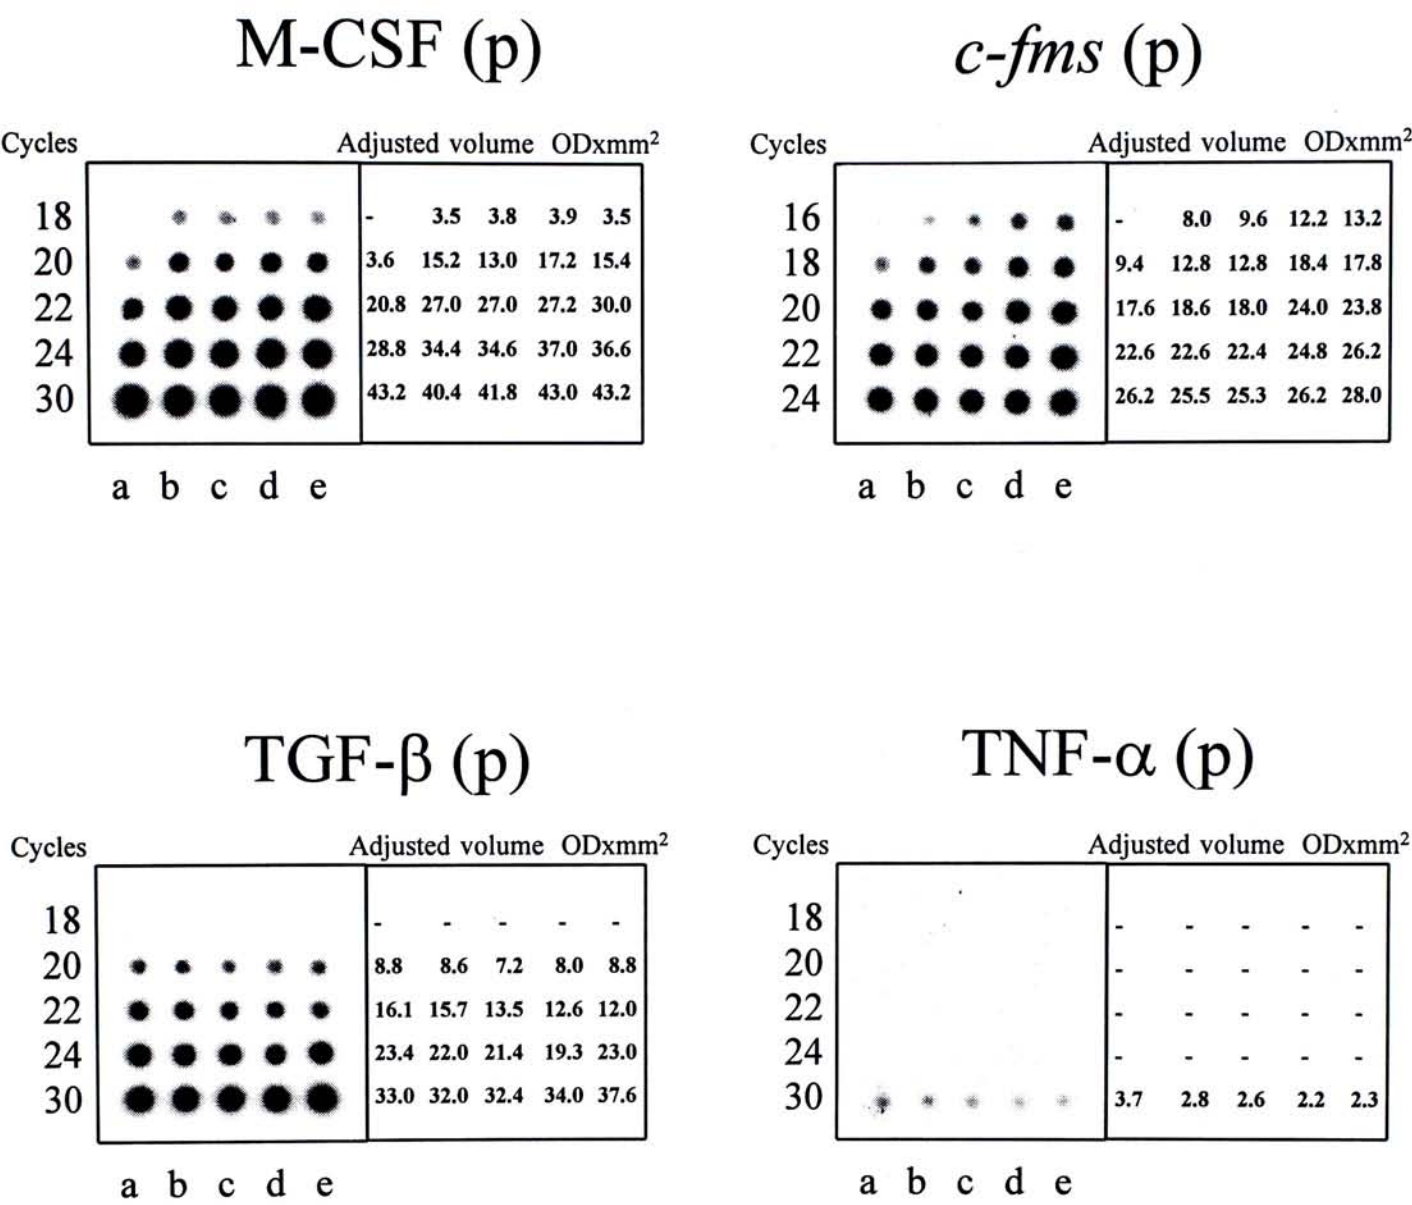 M-CSF (p)
Cycles Adjusted volume ODxmm²
18 - 3.5 3.8 3.9 3.5
20 3.6 15.2 13.0 17.2 15.4
22 20.8 27.0 27.0 27.2 30.0
24 28.8 34.4 34.6 37.0 36.6
30 43.2 40.4 41.8 43.0 43.2
a b c d e
c-fms (p)
Cycles Adjusted volume ODxmm²
16 - 8.0 9.6 12.2 13.2
18 9.4 12.8 12.8 18.4 17.8
20 17.6 18.6 18.0 24.0 23.8
22 22.6 22.6 22.4 24.8 26.2
24 26.2 25.5 25.3 26.2 28.0
a b c d e
TGF-β (p)
Cycles Adjusted volume ODxmm²
18 - - - - -
20 8.8 8.6 7.2 8.0 8.8
22 16.1 15.7 13.5 12.6 12.0
24 23.4 22.0 21.4 19.3 23.0
30 33.0 32.0 32.4 34.0 37.6
a b c d e
TNF-α (p)
Cycles Adjusted volume ODxmm²
18 - - - - -
20 - - - - -
22 - - - - -
24 - - - - -
30 3.7 2.8 2.6 2.2 2.3
a b c d e